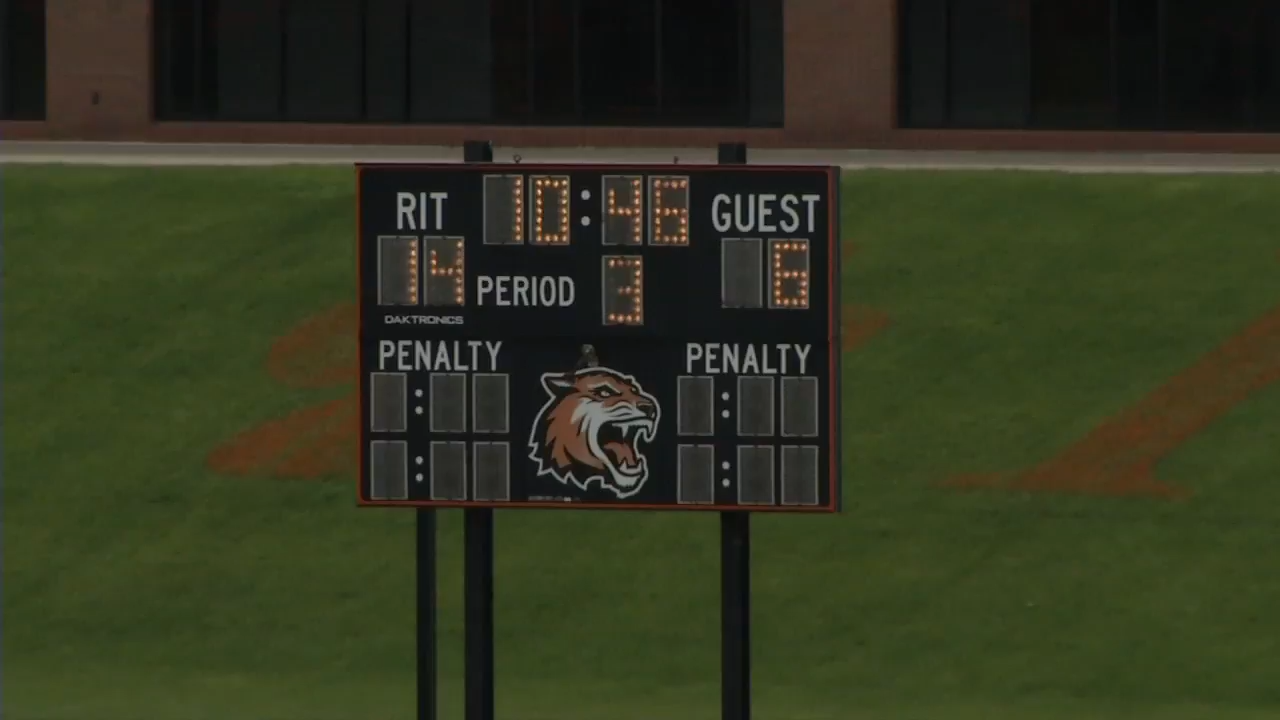 10:46
RIT GUEST
14 PERIOD 3 6
DAKTRONICS
PENALTY PENALTY
: :
: :